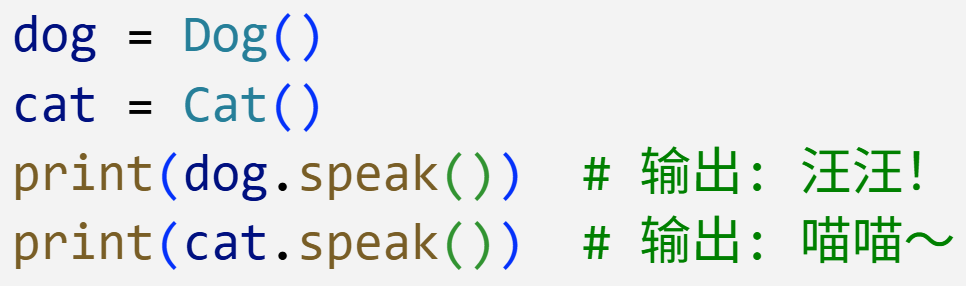 dog = Dog()
cat = Cat()
print(dog.speak())  # 输出: 汪汪!
print(cat.speak())  # 输出: 喵喵～